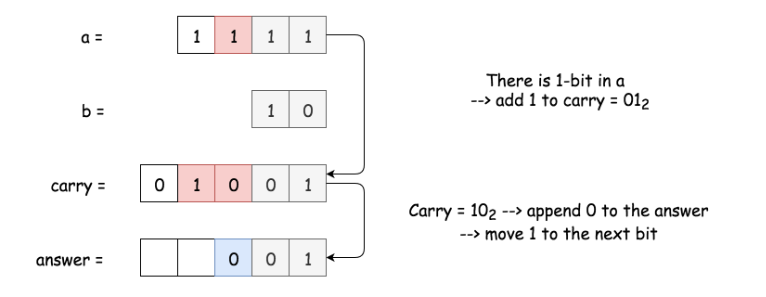 a = 1 1 1 1
There is 1-bit in a
--> add 1 to carry = 01₂
b = 1 0
carry = 0 1 0 0 1
Carry = 10₂ --> append 0 to the answer
--> move 1 to the next bit
answer = 0 0 1